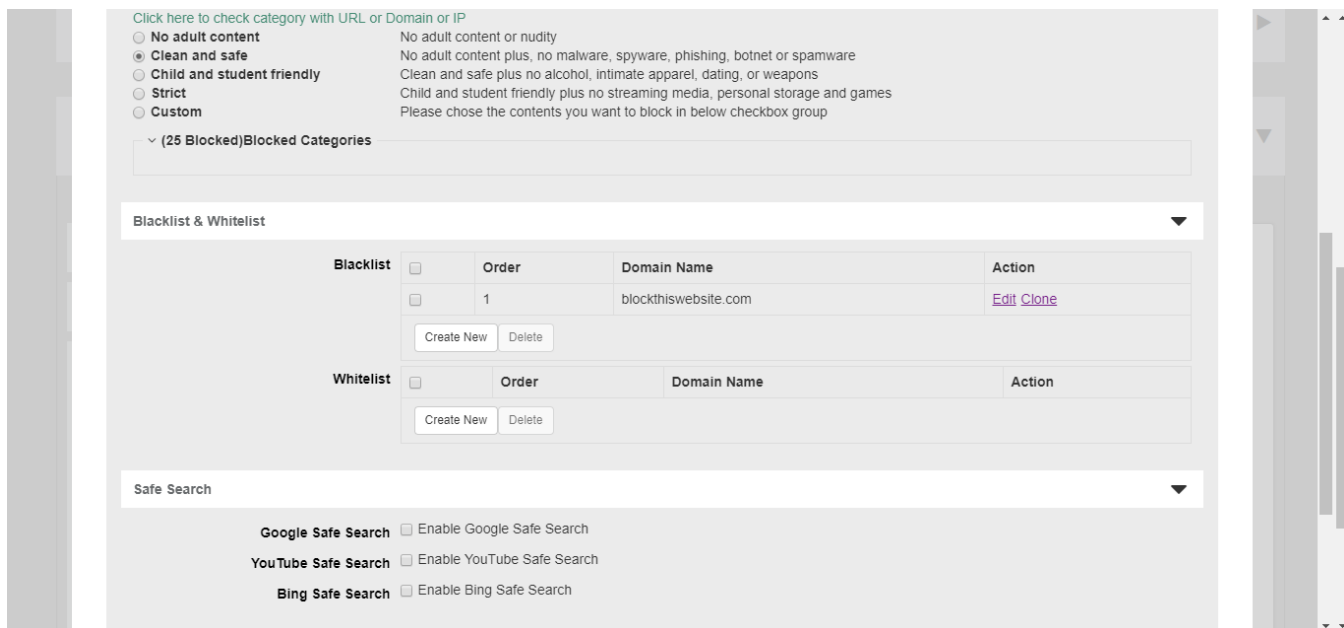 Click here to check category with URL or Domain or IP
No adult content No adult content or nudity
Clean and safe No adult content plus, no malware, spyware, phishing, botnet or spamware
Child and student friendly Clean and safe plus no alcohol, intimate apparel, dating, or weapons
Strict Child and student friendly plus no streaming media, personal storage and games
Custom Please chose the contents you want to block in below checkbox group
(25 Blocked)Blocked Categories
Blacklist & Whitelist
Blacklist Order Domain Name Action
1 blockthiswebsite.com Edit Clone
Create New Delete
Whitelist Order Domain Name Action
Create New Delete
Safe Search
Google Safe Search Enable Google Safe Search
YouTube Safe Search Enable YouTube Safe Search
Bing Safe Search Enable Bing Safe Search